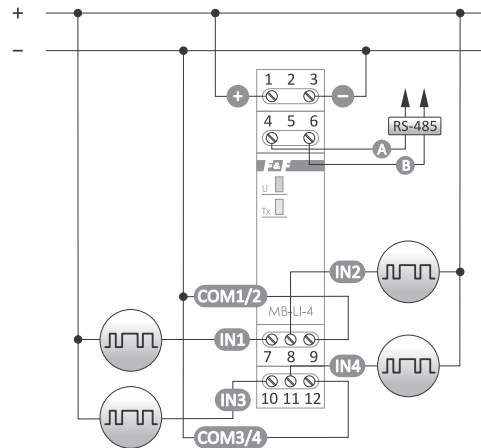 +
−
1 2 3
+ −
4 5 6
RS-485
A
B
F&F
U
Tx
IN2
COM1/2
MB-LI-4
IN1
7 8 9
IN4
10 11 12
IN3
COM3/4